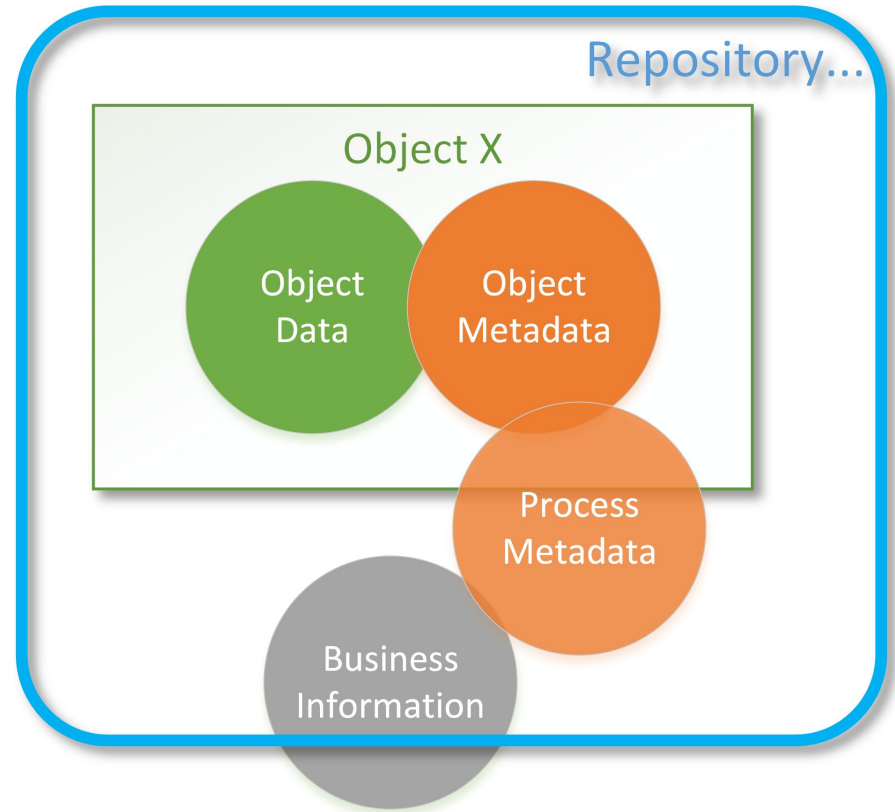 Repository...
Object X
Object
Data
Object
Metadata
Process
Metadata
Business
Information